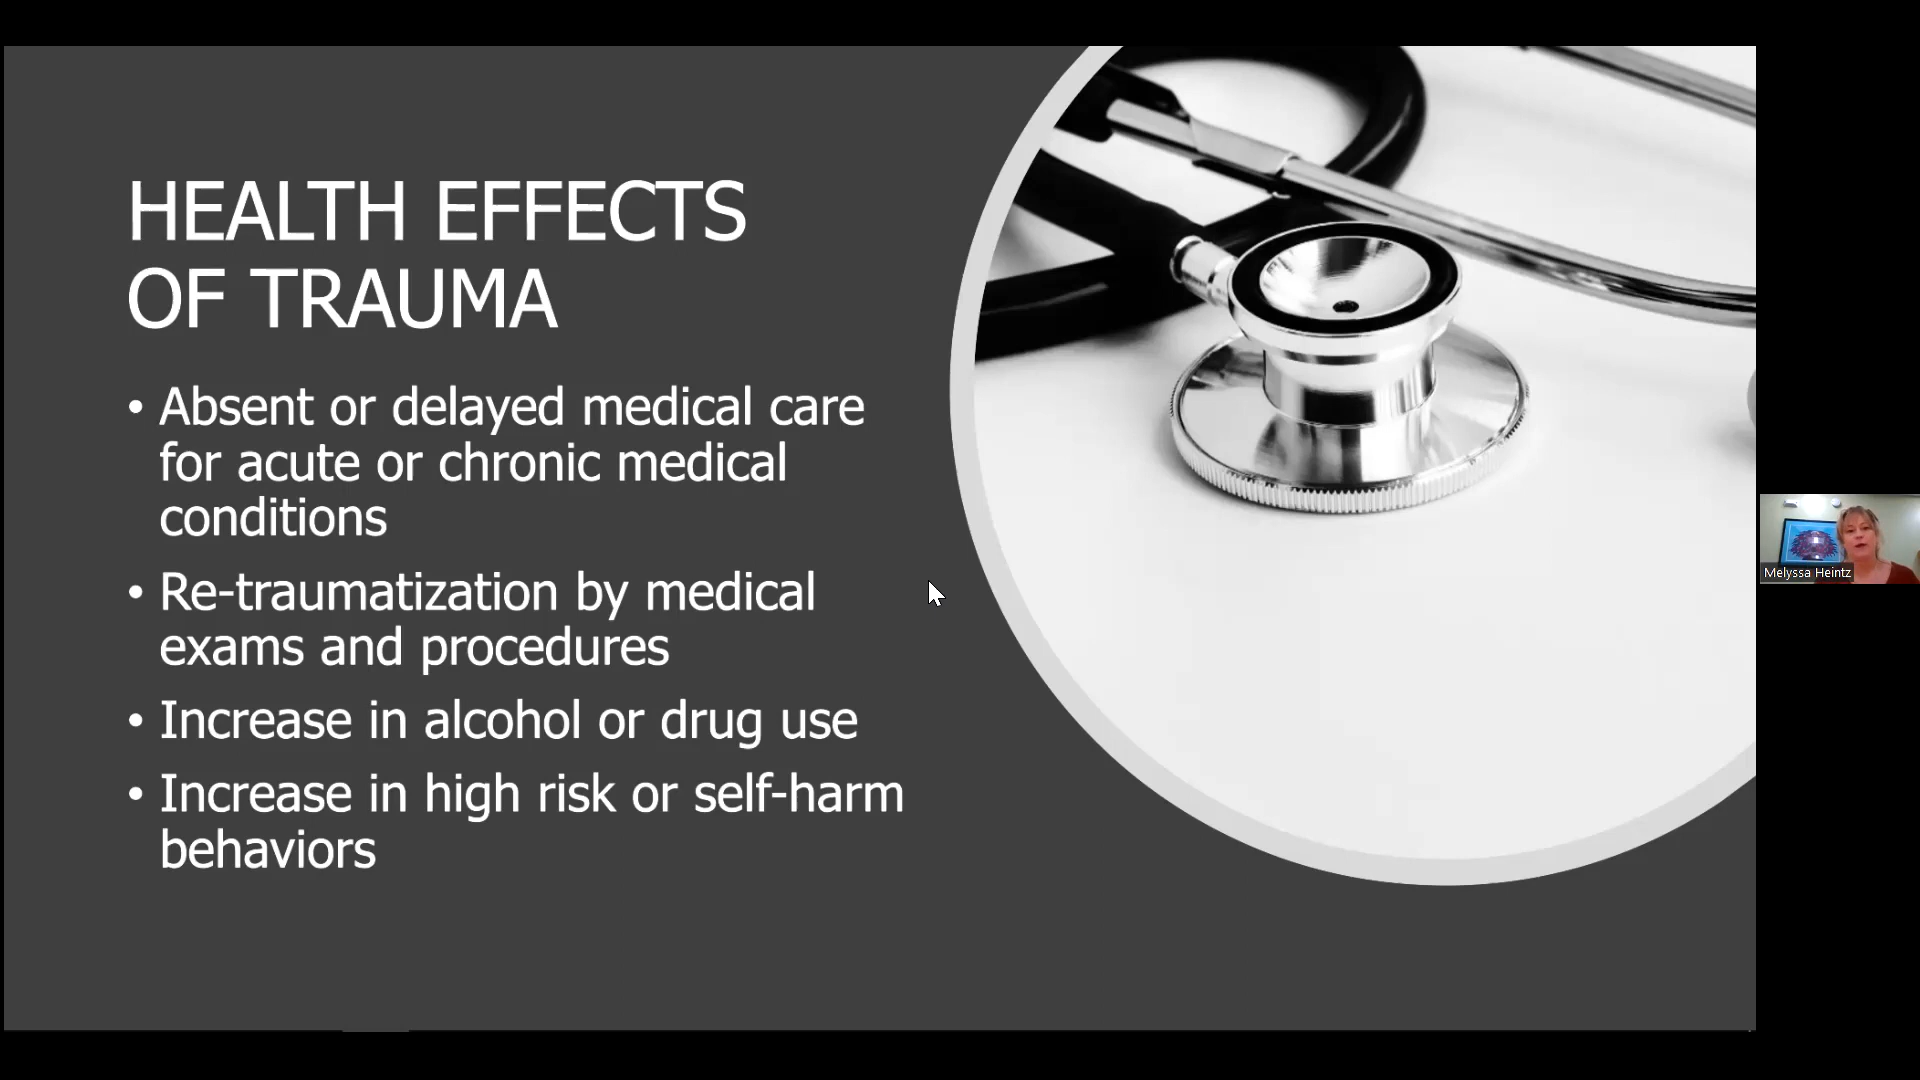 HEALTH EFFECTS
OF TRAUMA
• Absent or delayed medical care
for acute or chronic medical
conditions
• Re-traumatization by medical
exams and procedures
• Increase in alcohol or drug use
• Increase in high risk or self-harm
behaviors
Melyssa Heintz